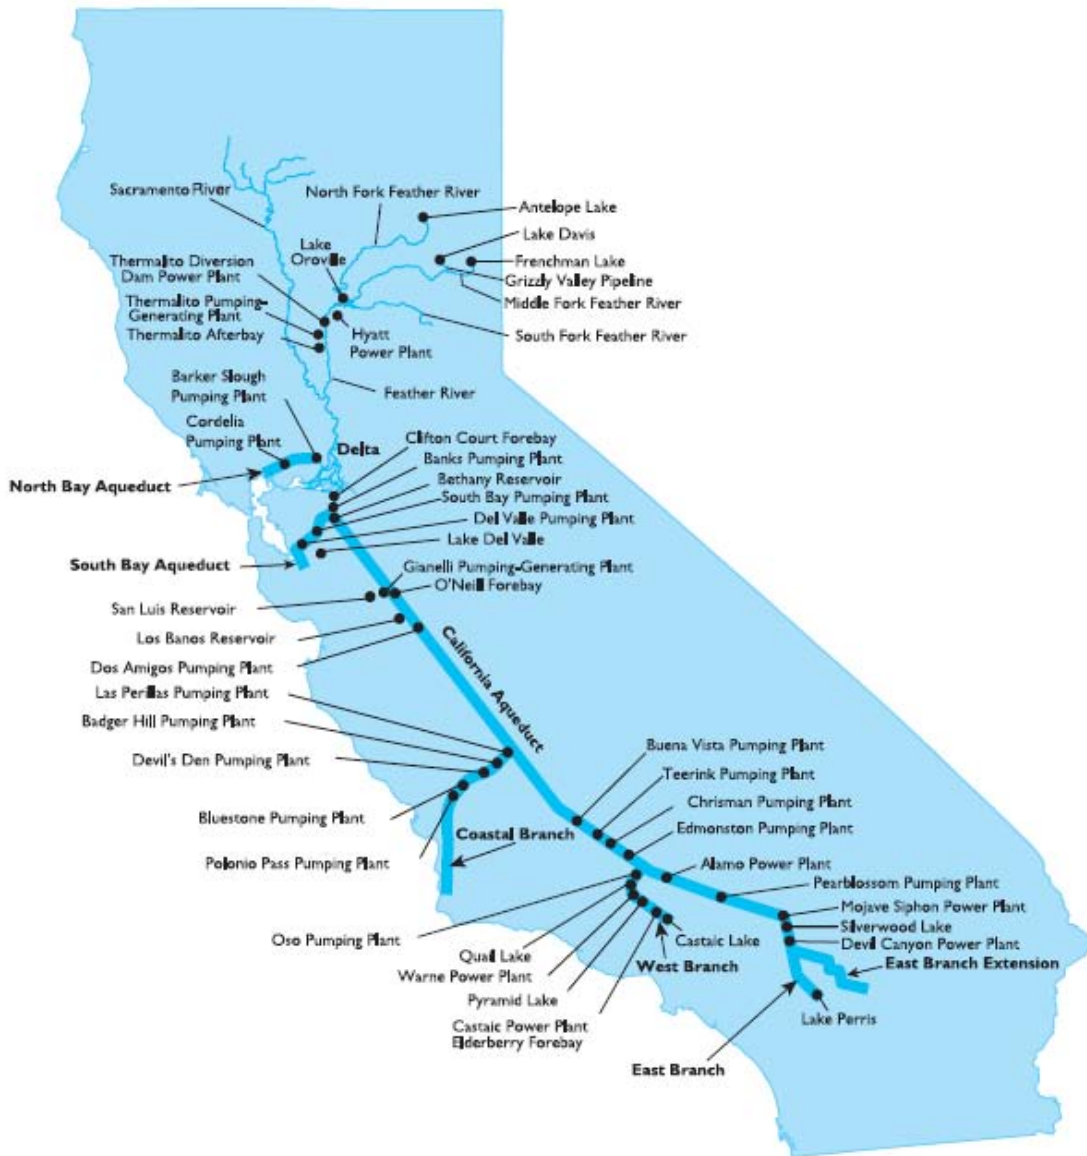 Sacramento River
North Fork Feather River
Antelope Lake
Lake Davis
Lake
Oroville
Frenchman Lake
Thermalito Diversion
Dam Power Plant
Grizzly Valley Pipeline
Middle Fork Feather River
Thermalito Pumping-
Generating Plant
Thermalito Afterbay
Hyatt
Power Plant
South Fork Feather River
Barker Slough
Pumping Plant
Feather River
Cordelia
Pumping Plant
Delta
Clifton Court Forebay
Banks Pumping Plant
Bethany Reservoir
North Bay Aqueduct
South Bay Pumping Plant
Del Valle Pumping Plant
Lake Del Valle
South Bay Aqueduct
Gianelli Pumping-Generating Plant
O'Neill Forebay
San Luis Reservoir
Los Banos Reservoir
Dos Amigos Pumping Plant
California Aqueduct
Las Perillas Pumping Plant
Badger Hill Pumping Plant
Devil's Den Pumping Plant
Bluestone Pumping Plant
Polonio Pass Pumping Plant
Coastal Branch
Buena Vista Pumping Plant
Teerink Pumping Plant
Chrisman Pumping Plant
Edmonston Pumping Plant
Alamo Power Plant
Pearblossom Pumping Plant
Mojave Siphon Power Plant
Silverwood Lake
Devil Canyon Power Plant
East Branch Extension
Oso Pumping Plant
Quail Lake
Warne Power Plant
Pyramid Lake
Castaic Power Plant
Elderberry Forebay
Castaic Lake
West Branch
Lake Perris
East Branch